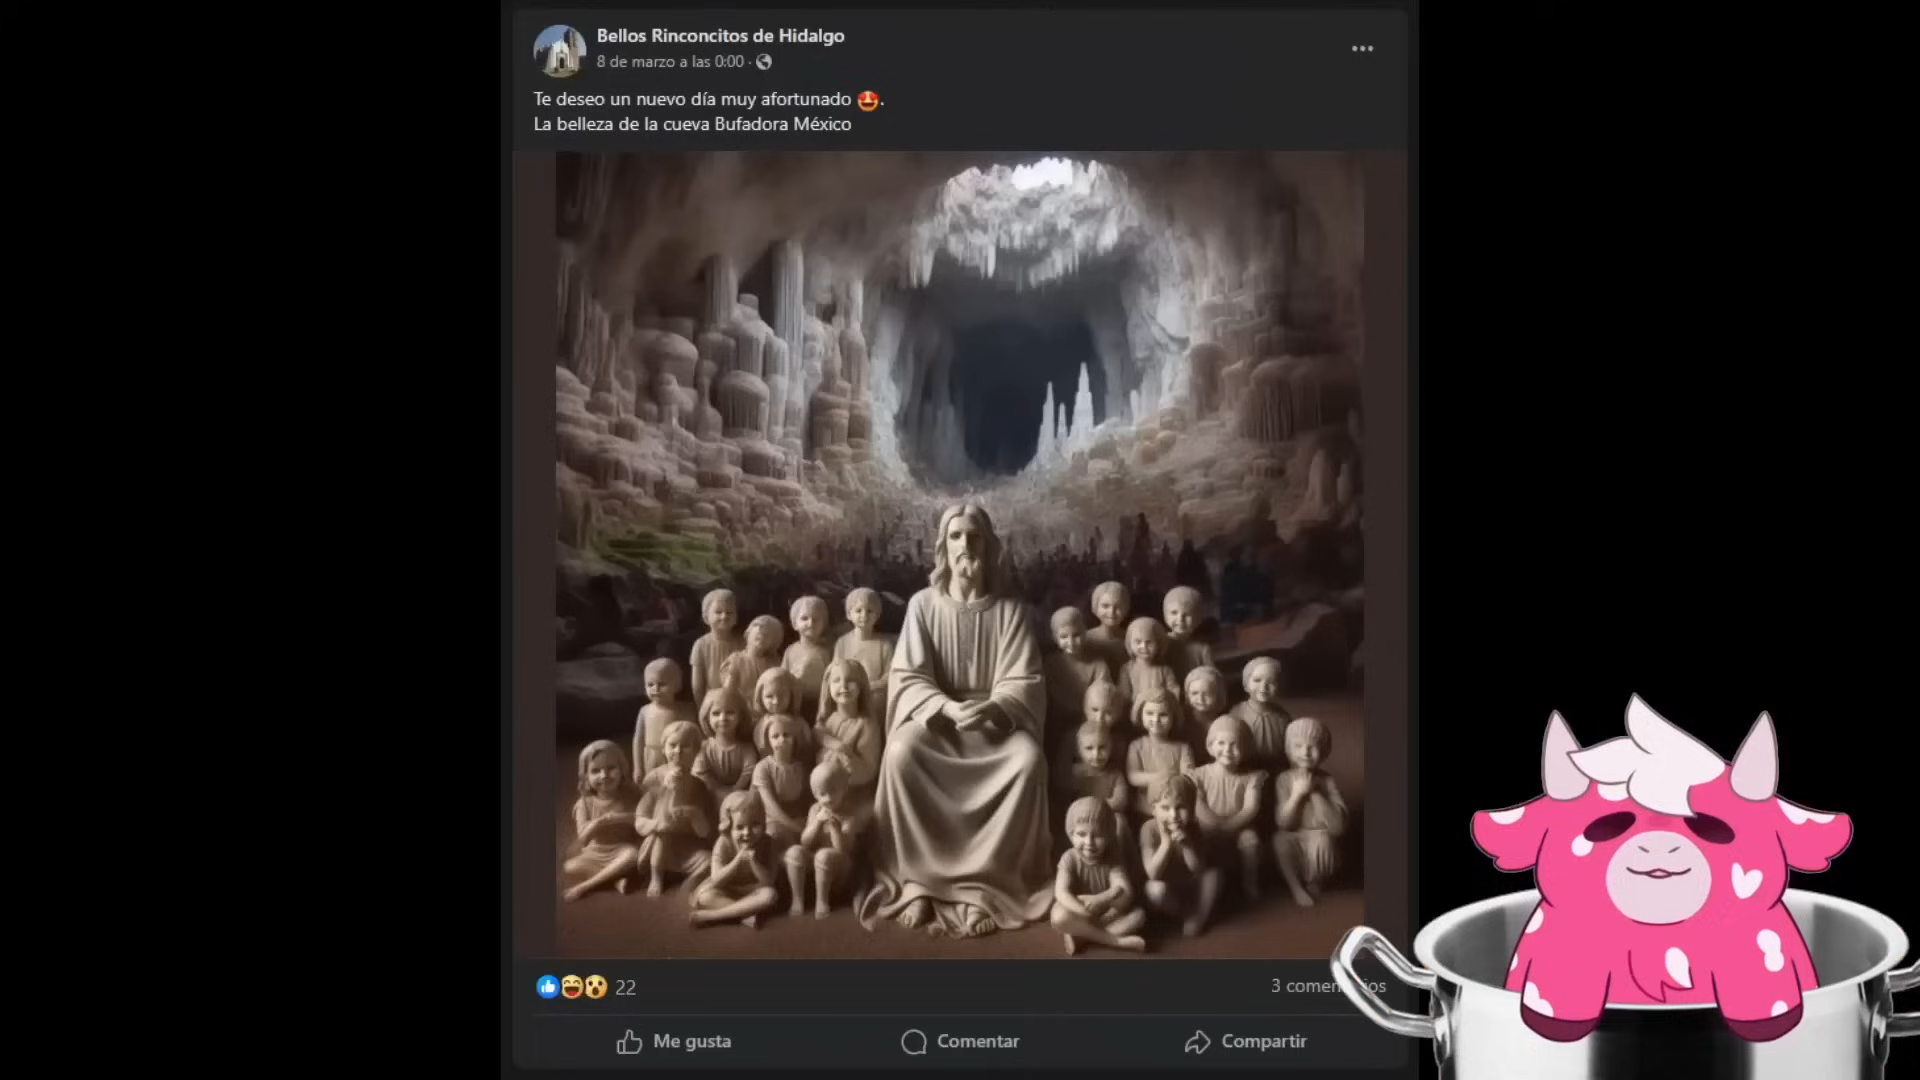 Bellos Rinconcitos de Hidalgo
8 de marzo a las 0:00 ·
Te deseo un nuevo día muy afortunado 🤩.
La belleza de la cueva Bufadora México
22
3
Me gusta
Comentar
Compartir